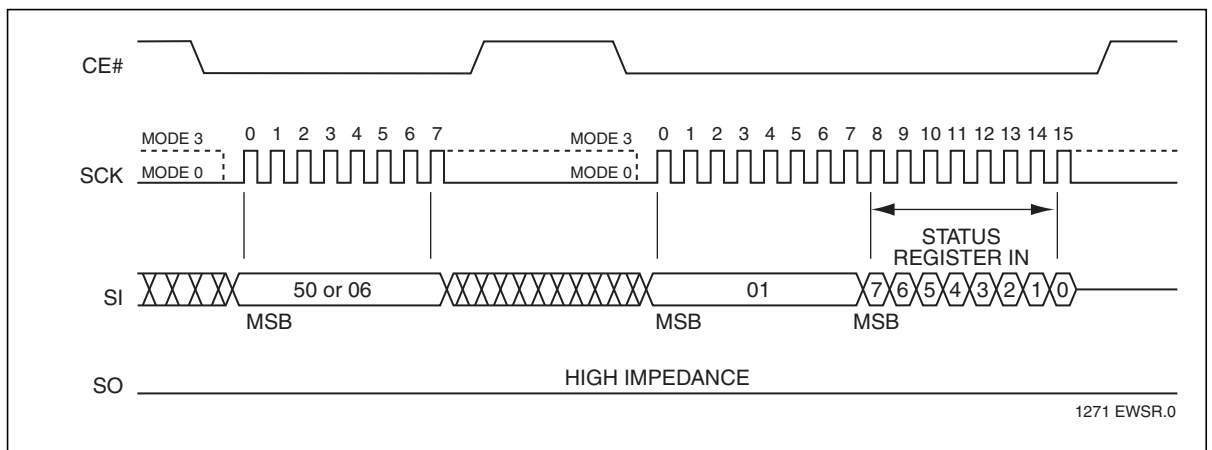 CE#
MODE 3 0 1 2 3 4 5 6 7 MODE 3 0 1 2 3 4 5 6 7 8 9 10 11 12 13 14 15
SCK MODE 0 MODE 0
STATUS
REGISTER IN
SI 50 or 06 01 7 6 5 4 3 2 1 0
MSB MSB MSB
SO HIGH IMPEDANCE
1271 EWSR.0